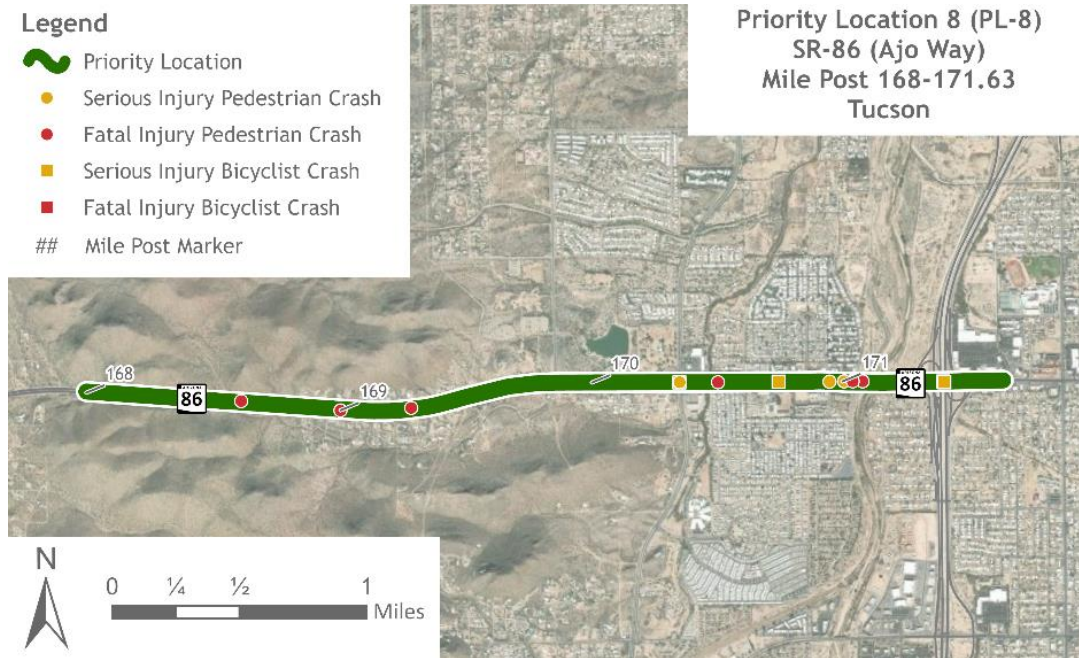 Legend
Priority Location
Serious Injury Pedestrian Crash
Fatal Injury Pedestrian Crash
Serious Injury Bicyclist Crash
Fatal Injury Bicyclist Crash
## Mile Post Marker
Priority Location 8 (PL-8)
SR-86 (Ajo Way)
Mile Post 168-171.63
Tucson
168
86
169
170
171
86
N
0 ¼ ½ 1
Miles